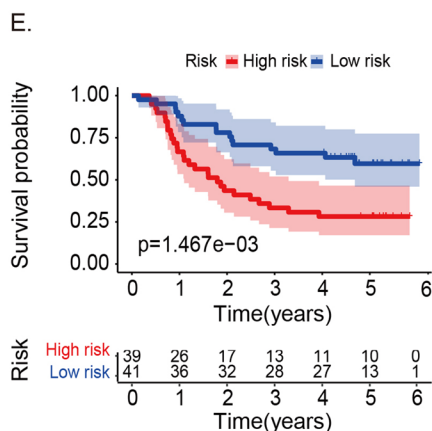 E.
Risk High risk Low risk
Survival probability
1.00
0.75
0.50
0.25
0.00
p=1.467e−03
0 1 2 3 4 5 6
Time(years)
Risk
High risk 39 26 17 13 11 10 0
Low risk 41 36 32 28 27 13 1
0 1 2 3 4 5 6
Time(years)